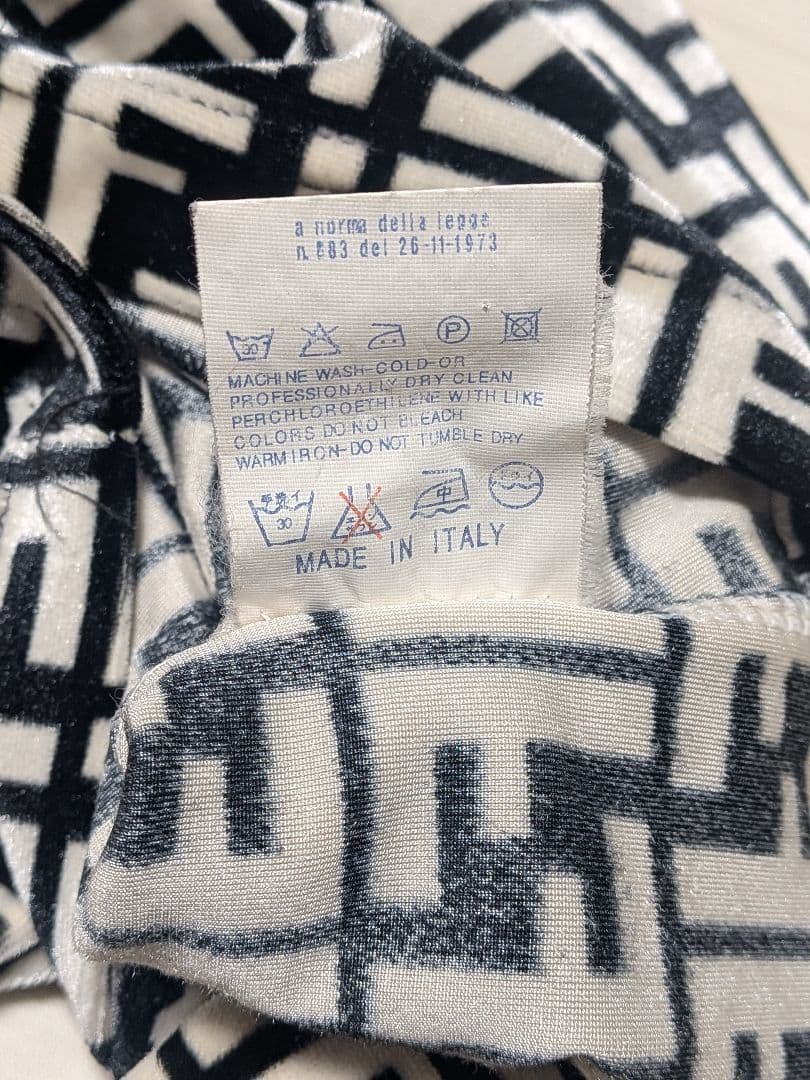 a norma della legge
n. 883 del 26-11-1973
30 P
MACHINE WASH-COLD-OR
PROFESSIONALLY DRY CLEAN
PERCHLOROETHILENE WITH LIKE
COLORS DO NOT BLEACH
WARM IRON-DO NOT TUMBLE DRY
手洗イ 30 中
MADE IN ITALY